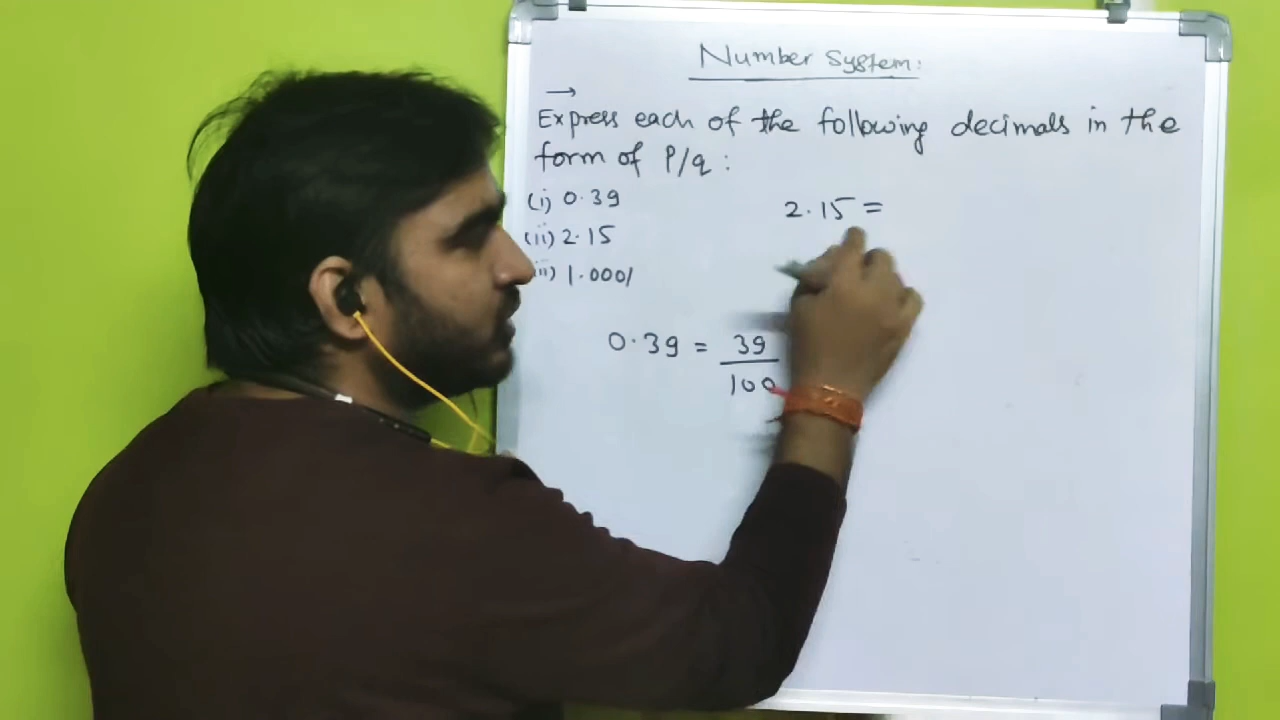 Number System:
→
Express each of the following decimals in the
form of P/q :
(i) 0.39
(ii) 2.15
ii) 1.0001
2.15 =
0.39 = 39
100